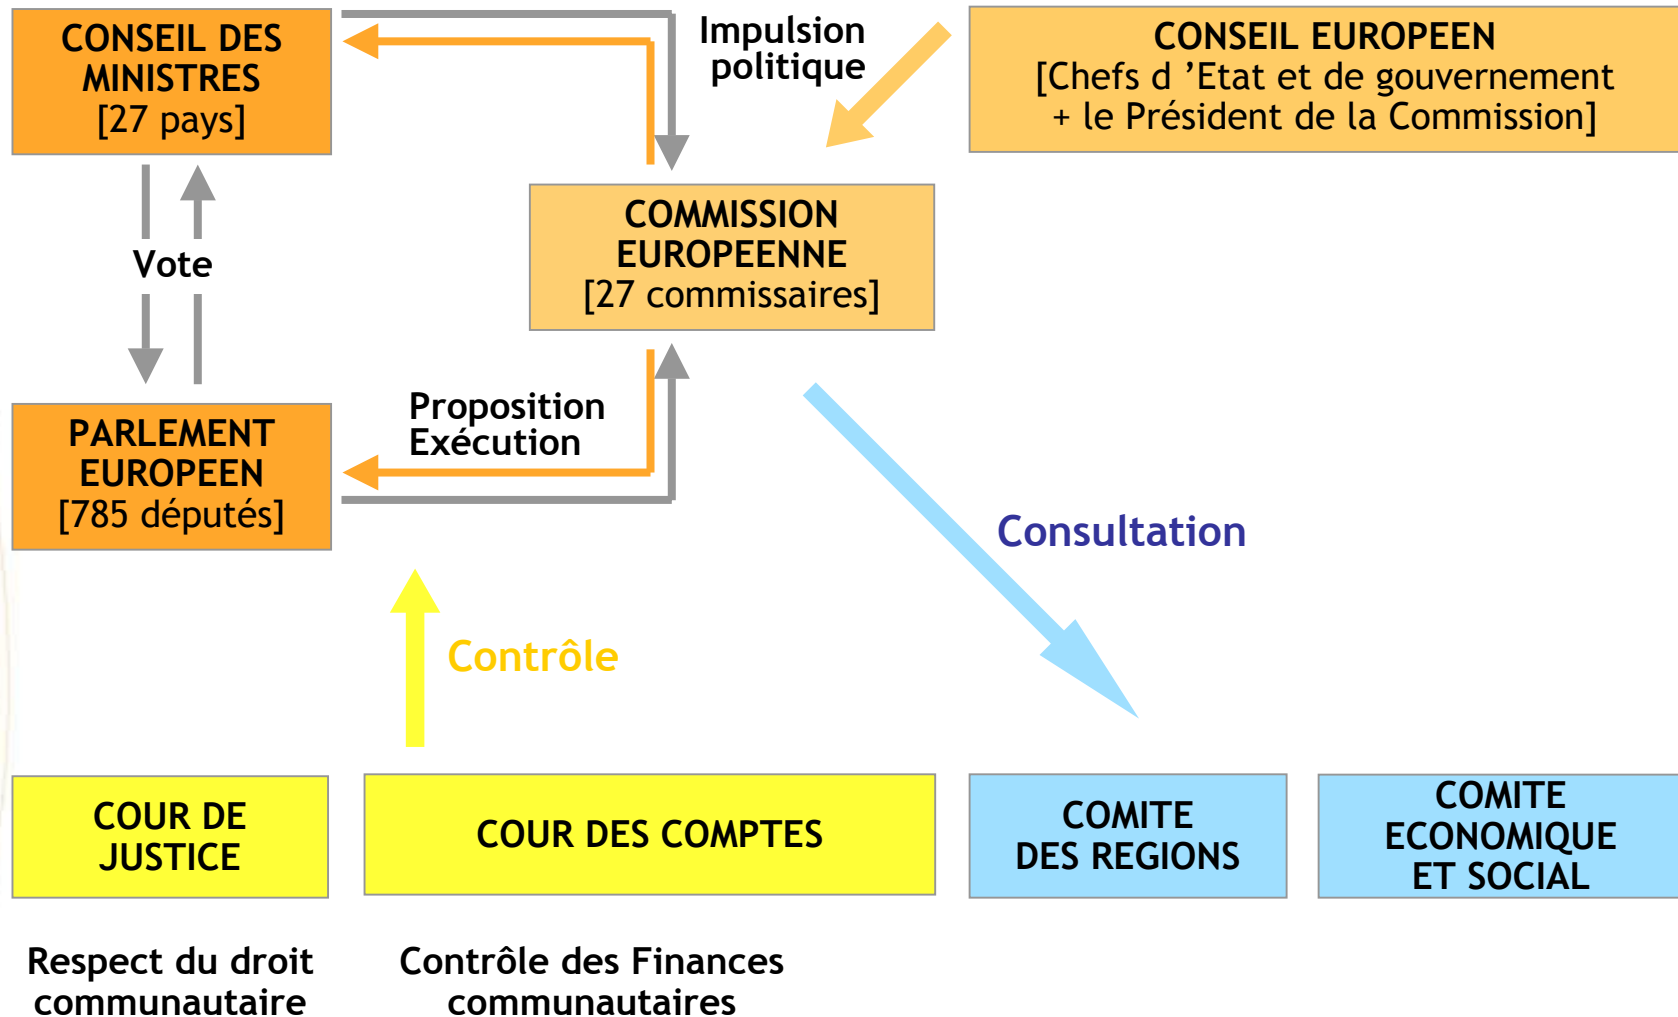 CONSEIL DES
MINISTRES
[27 pays]
Impulsion
politique
CONSEIL EUROPEEN
[Chefs d ’Etat et de gouvernement
+ le Président de la Commission]
COMMISSION
EUROPEENNE
[27 commissaires]
Vote
PARLEMENT
EUROPEEN
[785 députés]
Proposition
Exécution
Consultation
Contrôle
COUR DE
JUSTICE
COUR DES COMPTES
COMITE
DES REGIONS
COMITE
ECONOMIQUE
ET SOCIAL
Respect du droit
communautaire
Contrôle des Finances
communautaires